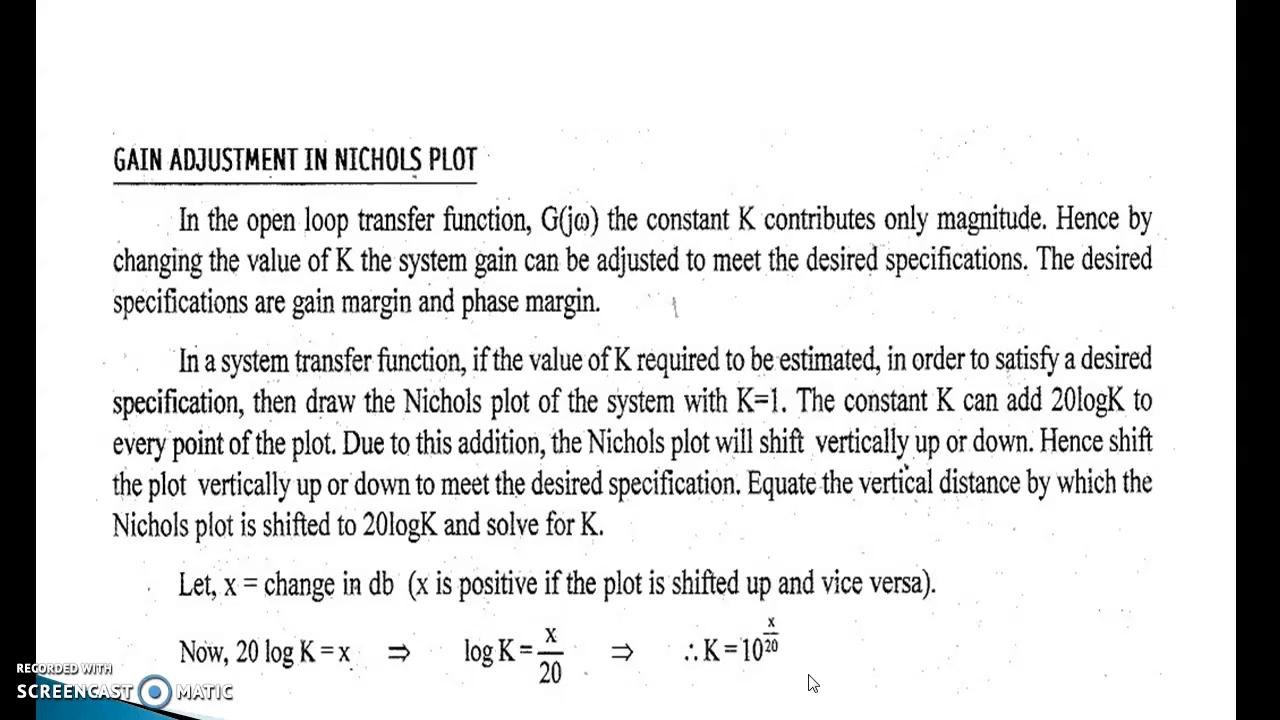 GAIN ADJUSTMENT IN NICHOLS PLOT
In the open loop transfer function, G(jω) the constant K contributes only magnitude. Hence by
changing the value of K the system gain can be adjusted to meet the desired specifications. The desired
specifications are gain margin and phase margin.
In a system transfer function, if the value of K required to be estimated, in order to satisfy a desired
specification, then draw the Nichols plot of the system with K=1. The constant K can add 20logK to
every point of the plot. Due to this addition, the Nichols plot will shift vertically up or down. Hence shift
the plot vertically up or down to meet the desired specification. Equate the vertical distance by which the
Nichols plot is shifted to 20logK and solve for K.
Let, x = change in db (x is positive if the plot is shifted up and vice versa).
Now, 20 log K = x ⇒ log K = x/20 ⇒ ∴ K = 10^(x/20)
RECORDED WITH
SCREENCAST MATIC